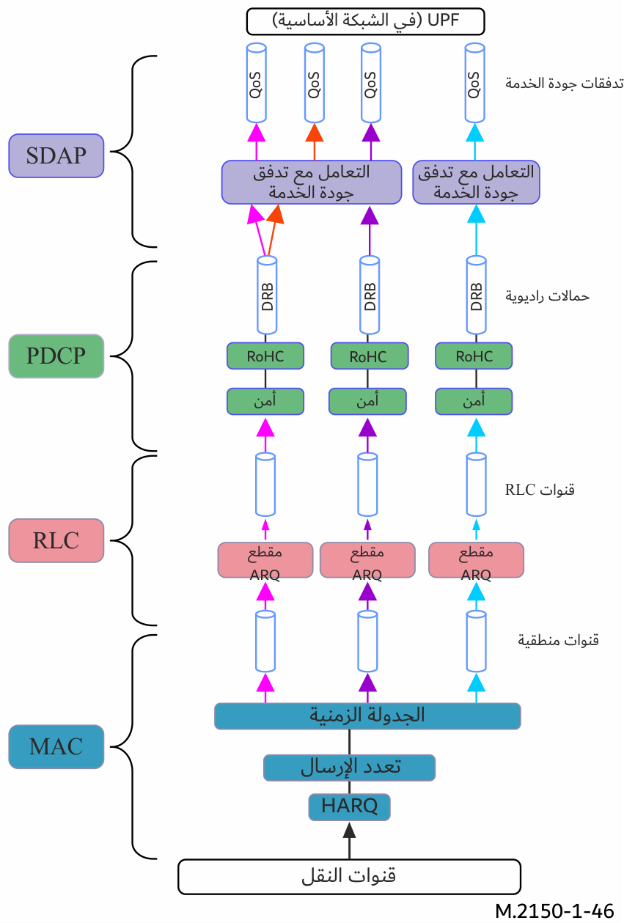 UPF (في الشبكة الأساسية)
QoS
QoS
QoS
QoS
تدفقات جودة الخدمة
SDAP
التعامل مع تدفق
جودة الخدمة
التعامل مع تدفق
جودة الخدمة
DRB
DRB
DRB
حمالات راديوية
PDCP
RoHC
RoHC
RoHC
أمن
أمن
أمن
قنوات RLC
RLC
مقطع
ARQ
مقطع
ARQ
مقطع
ARQ
قنوات منطقية
MAC
الجدولة الزمنية
تعدد الإرسال
HARQ
قنوات النقل
M.2150-1-46